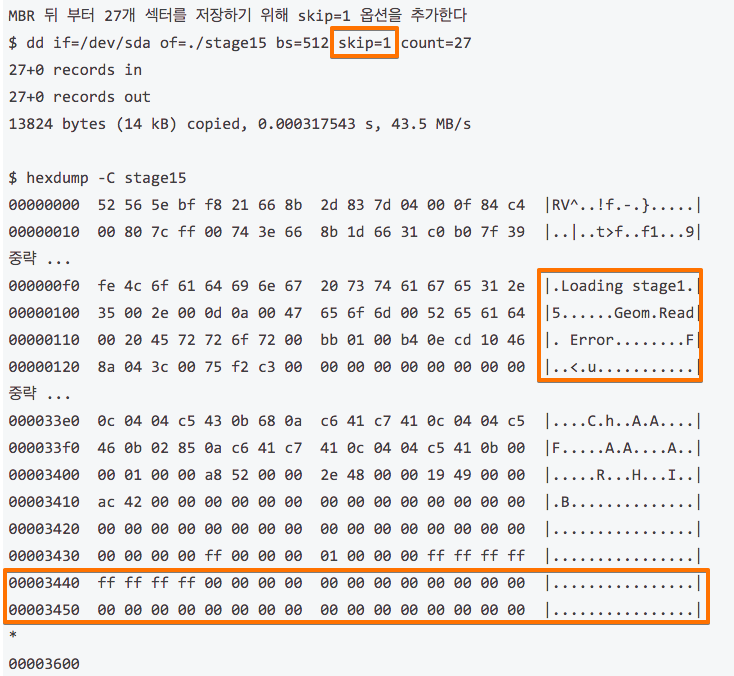 MBR 뒤 부터 27개 섹터를 저장하기 위해 skip=1 옵션을 추가한다
$ dd if=/dev/sda of=./stage15 bs=512 skip=1 count=27
27+0 records in
27+0 records out
13824 bytes (14 kB) copied, 0.000317543 s, 43.5 MB/s
$ hexdump -C stage15
00000000  52 56 5e bf f8 21 66 8b  2d 83 7d 04 00 0f 84 c4  |RV^..!f.-.}.....|
00000010  00 80 7c ff 00 74 3e 66  8b 1d 66 31 c0 b0 7f 39  |..|..t>f..f1...9|
중략 ...
000000f0  fe 4c 6f 61 64 69 6e 67  20 73 74 61 67 65 31 2e  |.Loading stage1.|
00000100  35 00 2e 00 0d 0a 00 47  65 6f 6d 00 52 65 61 64  |5......Geom.Read|
00000110  00 20 45 72 72 6f 72 00  bb 01 00 b4 0e cd 10 46  |. Error........F|
00000120  8a 04 3c 00 75 f2 c3 00  00 00 00 00 00 00 00 00  |..<.u...........|
중략 ...
000033e0  0c 04 04 c5 43 0b 68 0a  c6 41 c7 41 0c 04 04 c5  |....C.h..A.A....|
000033f0  46 0b 02 85 0a c6 41 c7  41 0c 04 04 c5 41 0b 00  |F.....A.A....A..|
00003400  00 01 00 00 a8 52 00 00  2e 48 00 00 19 49 00 00  |.....R...H...I..|
00003410  ac 42 00 00 00 00 00 00  00 00 00 00 00 00 00 00  |.B..............|
00003420  00 00 00 00 00 00 00 00  00 00 00 00 00 00 00 00  |................|
00003430  00 00 00 00 ff 00 00 00  01 00 00 00 ff ff ff ff  |................|
00003440  ff ff ff ff 00 00 00 00  00 00 00 00 00 00 00 00  |................|
00003450  00 00 00 00 00 00 00 00  00 00 00 00 00 00 00 00  |................|
*
00003600